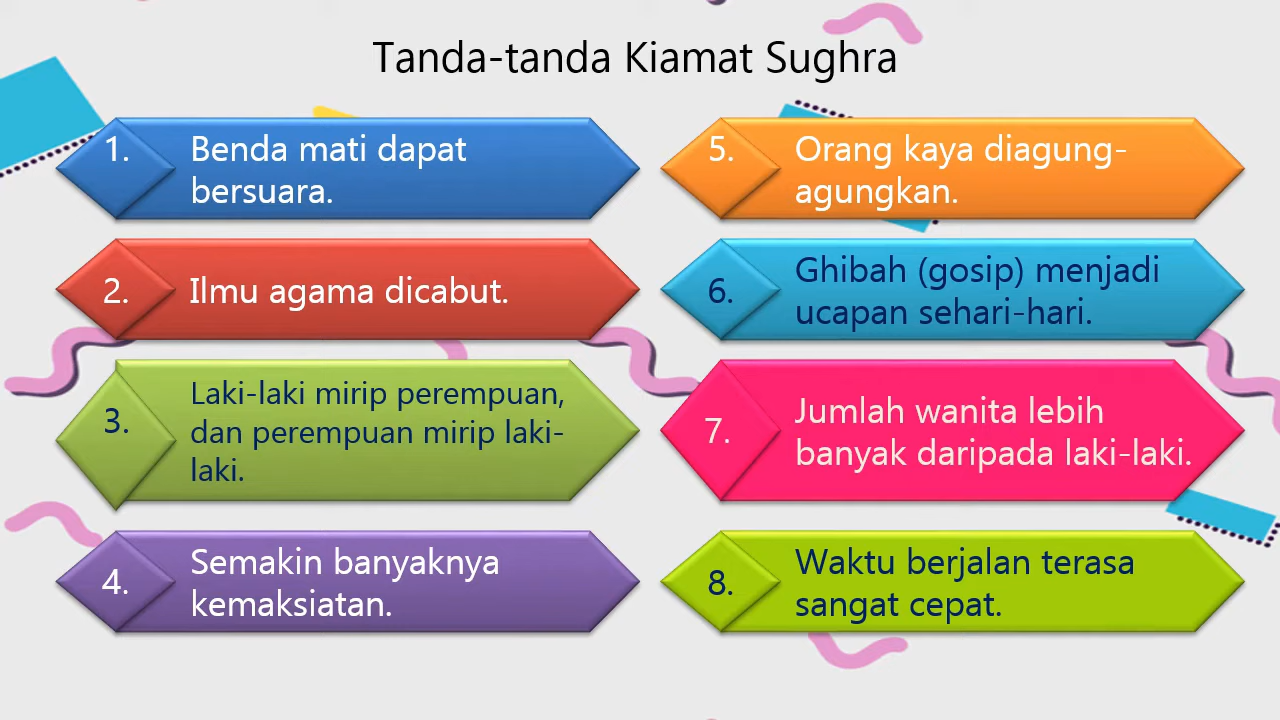 Tanda-tanda Kiamat Sughra
1.
Benda mati dapat
bersuara.
2.
Ilmu agama dicabut.
3.
Laki-laki mirip perempuan,
dan perempuan mirip laki-
laki.
4.
Semakin banyaknya
kemaksiatan.
5.
Orang kaya diagung-
agungkan.
6.
Ghibah (gosip) menjadi
ucapan sehari-hari.
7.
Jumlah wanita lebih
banyak daripada laki-laki.
8.
Waktu berjalan terasa
sangat cepat.